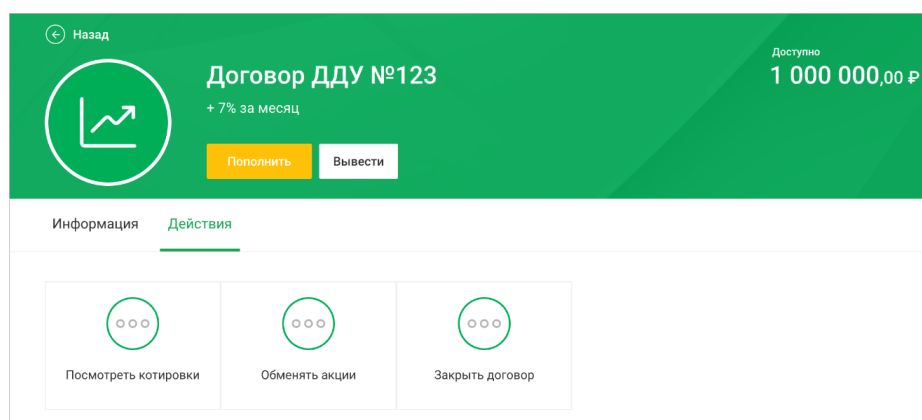 Назад
Доступно
Договор ДДУ №123
1 000 000,00 ₽
+ 7% за месяц
Пополнить
Вывести
Информация
Действия
Посмотреть котировки
Обменять акции
Закрыть договор